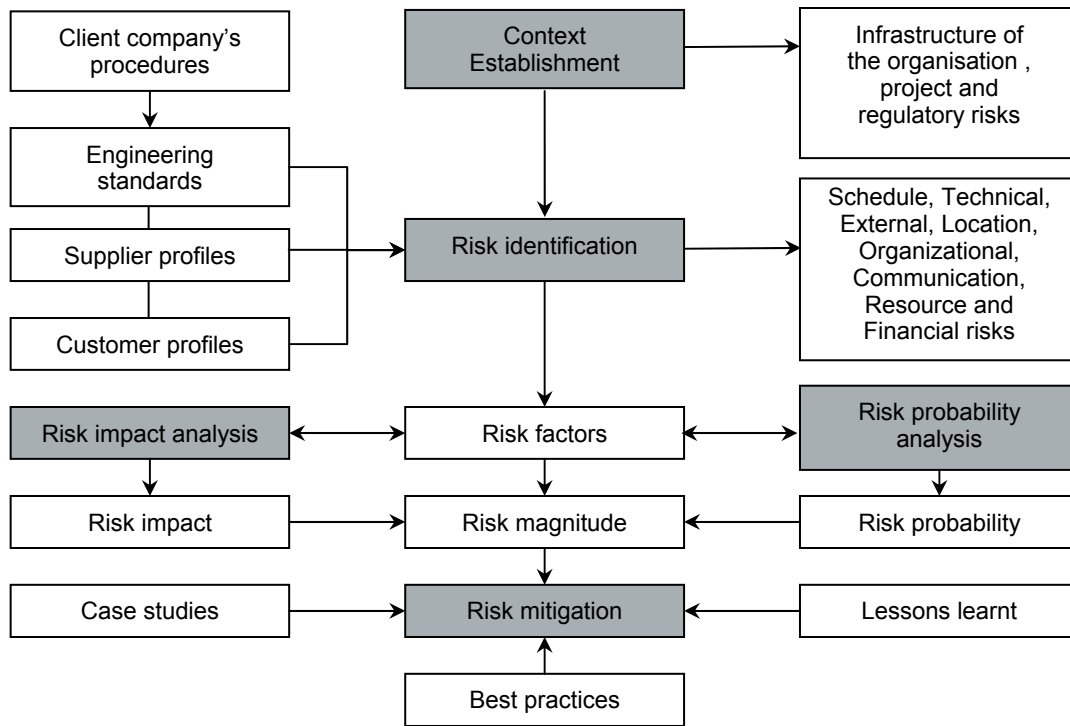 Client company’s
procedures
Context
Establishment
Infrastructure of
the organisation ,
project and
regulatory risks
Engineering
standards
Supplier profiles
Customer profiles
Risk identification
Schedule, Technical,
External, Location,
Organizational,
Communication,
Resource and
Financial risks
Risk impact analysis
Risk factors
Risk probability
analysis
Risk impact
Risk magnitude
Risk probability
Case studies
Risk mitigation
Lessons learnt
Best practices